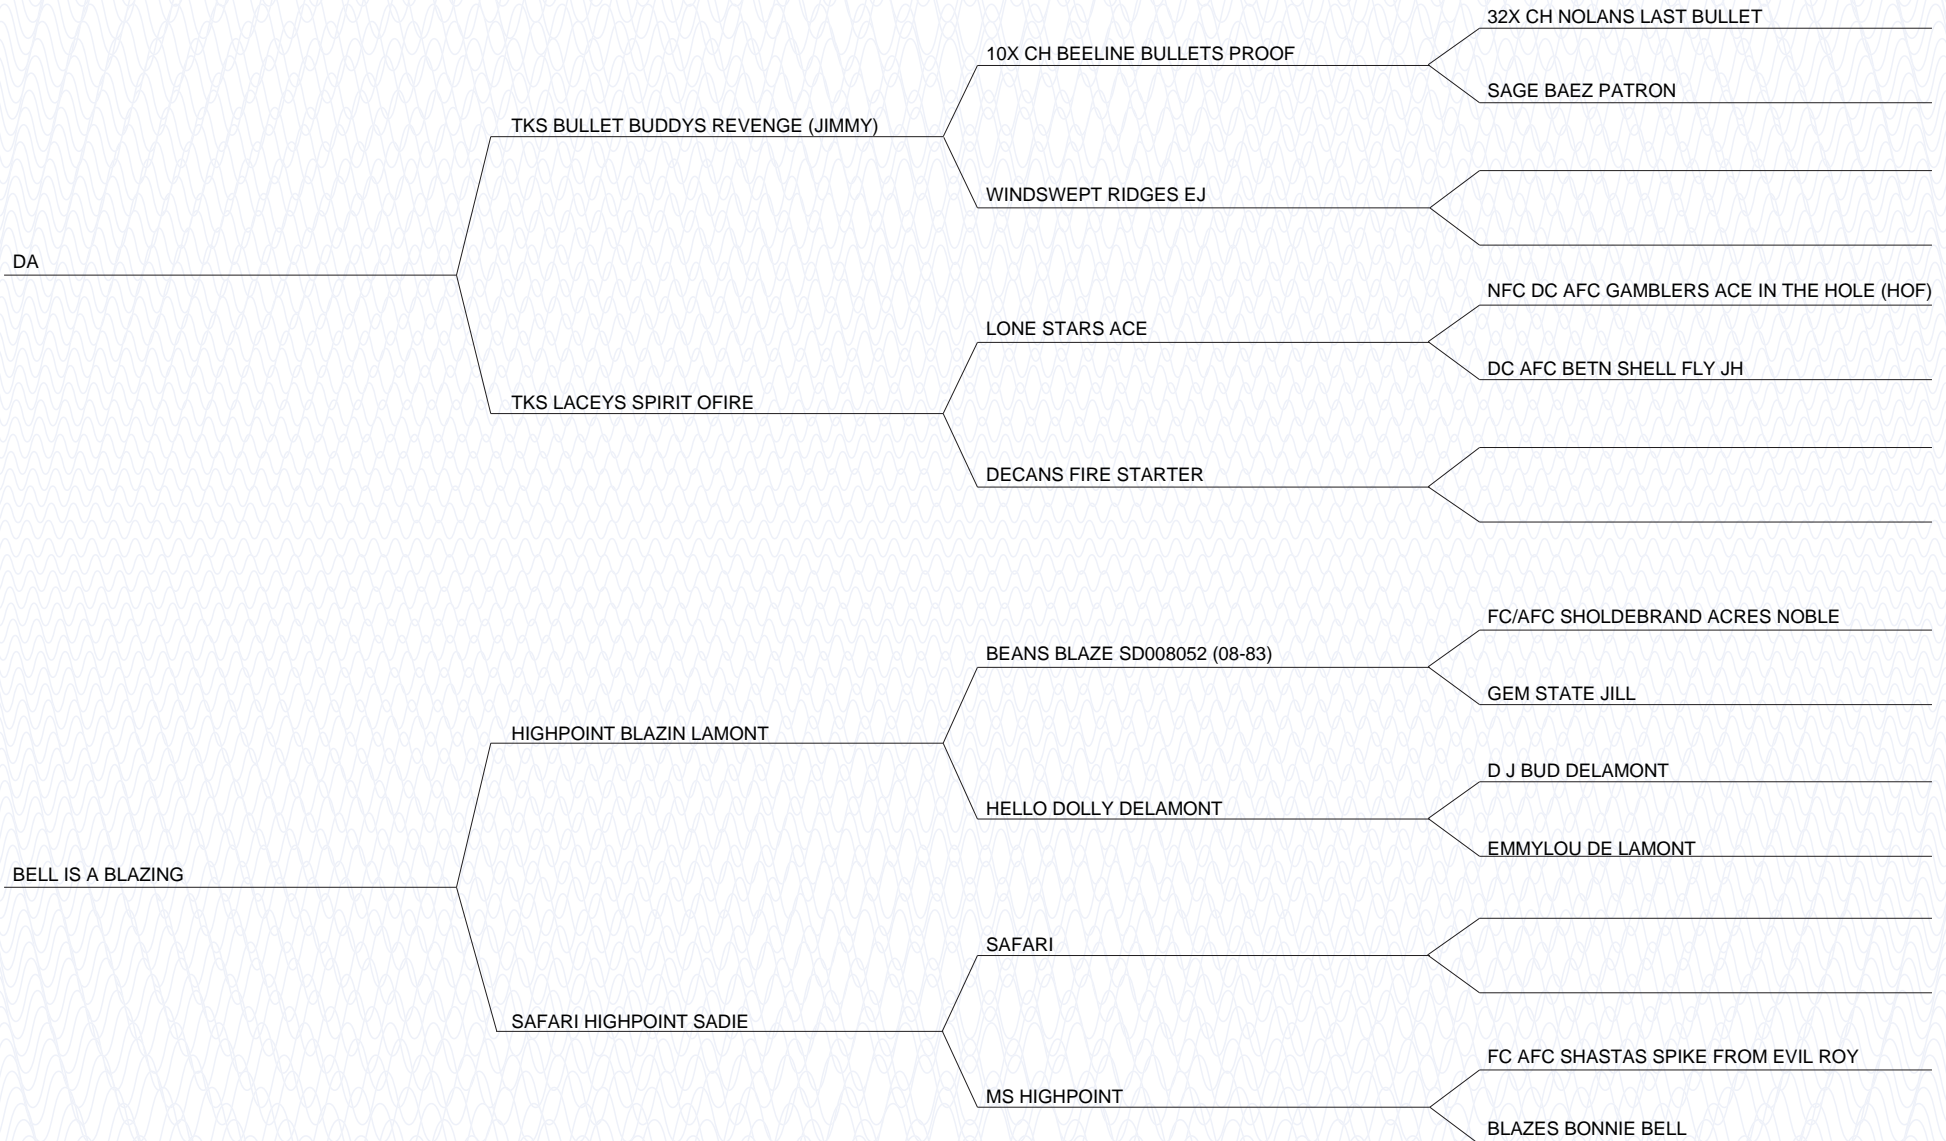 32X CH NOLANS LAST BULLET
10X CH BEELINE BULLETS PROOF
SAGE BAEZ PATRON
TKS BULLET BUDDYS REVENGE (JIMMY)
WINDSWEPT RIDGES EJ
DA
NFC DC AFC GAMBLERS ACE IN THE HOLE (HOF)
LONE STARS ACE
DC AFC BETN SHELL FLY JH
TKS LACEYS SPIRIT OFIRE
DECANS FIRE STARTER
FC/AFC SHOLDEBRAND ACRES NOBLE
BEANS BLAZE SD008052 (08-83)
GEM STATE JILL
HIGHPOINT BLAZIN LAMONT
D J BUD DELAMONT
HELLO DOLLY DELAMONT
EMMYLOU DE LAMONT
BELL IS A BLAZING
SAFARI
SAFARI HIGHPOINT SADIE
FC AFC SHASTAS SPIKE FROM EVIL ROY
MS HIGHPOINT
BLAZES BONNIE BELL